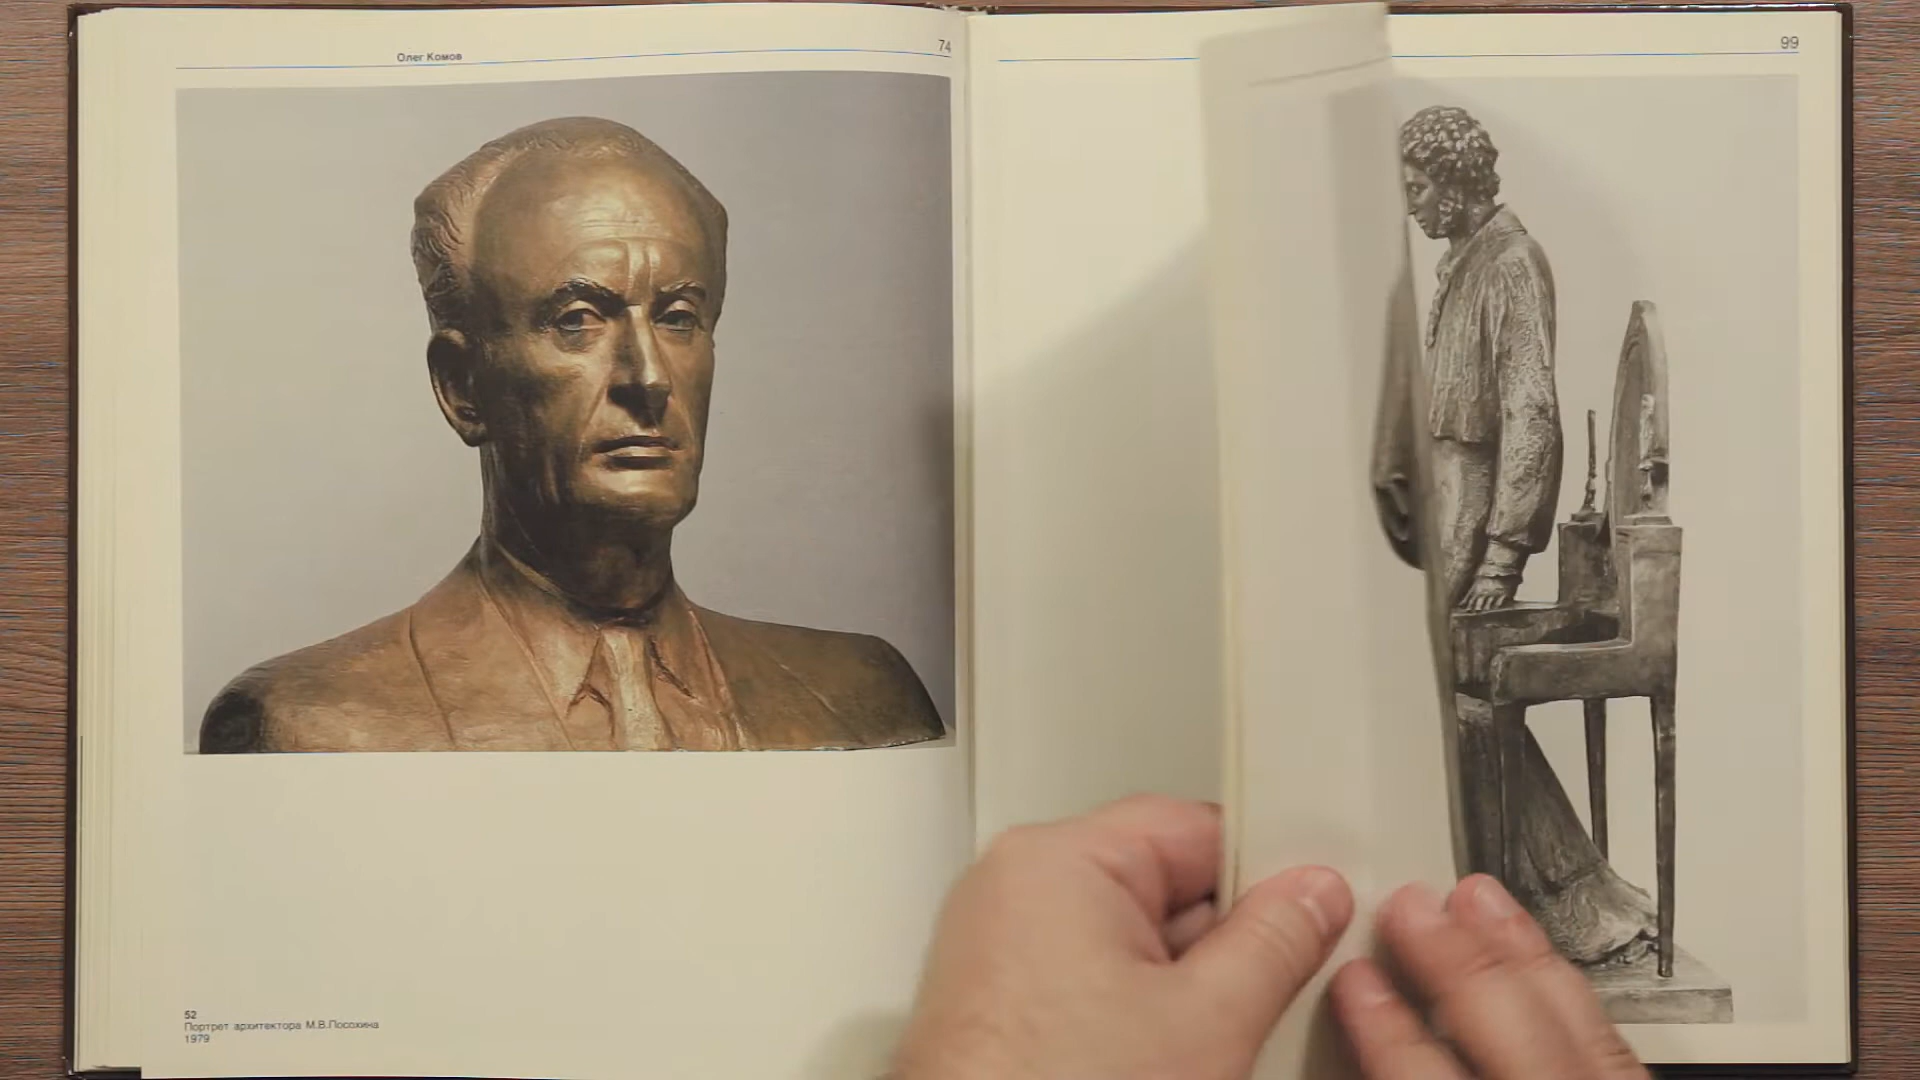 Олег Комов
74
99
52
Портрет архитектора М.В.Посохина
1979